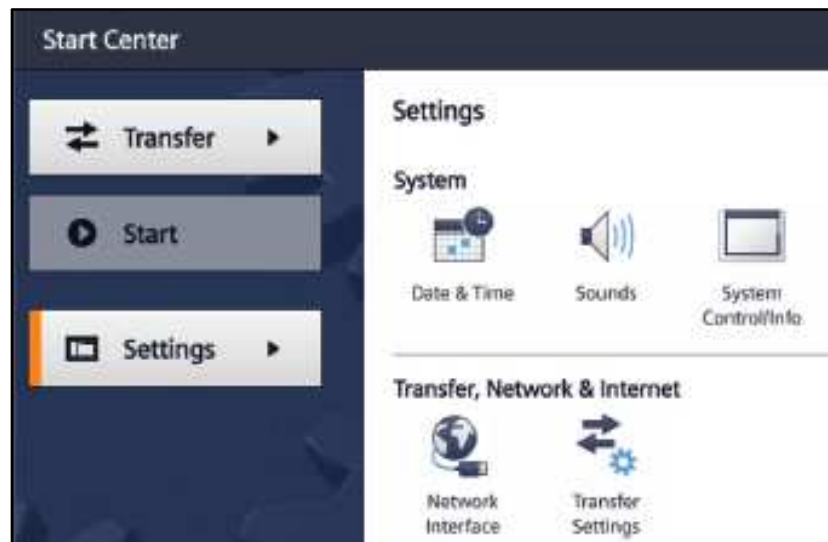 Start Center
Transfer
Start
Settings
Settings
System
Date & Time
Sounds
System
Control/Info
Transfer, Network & Internet
Network
Interface
Transfer
Settings